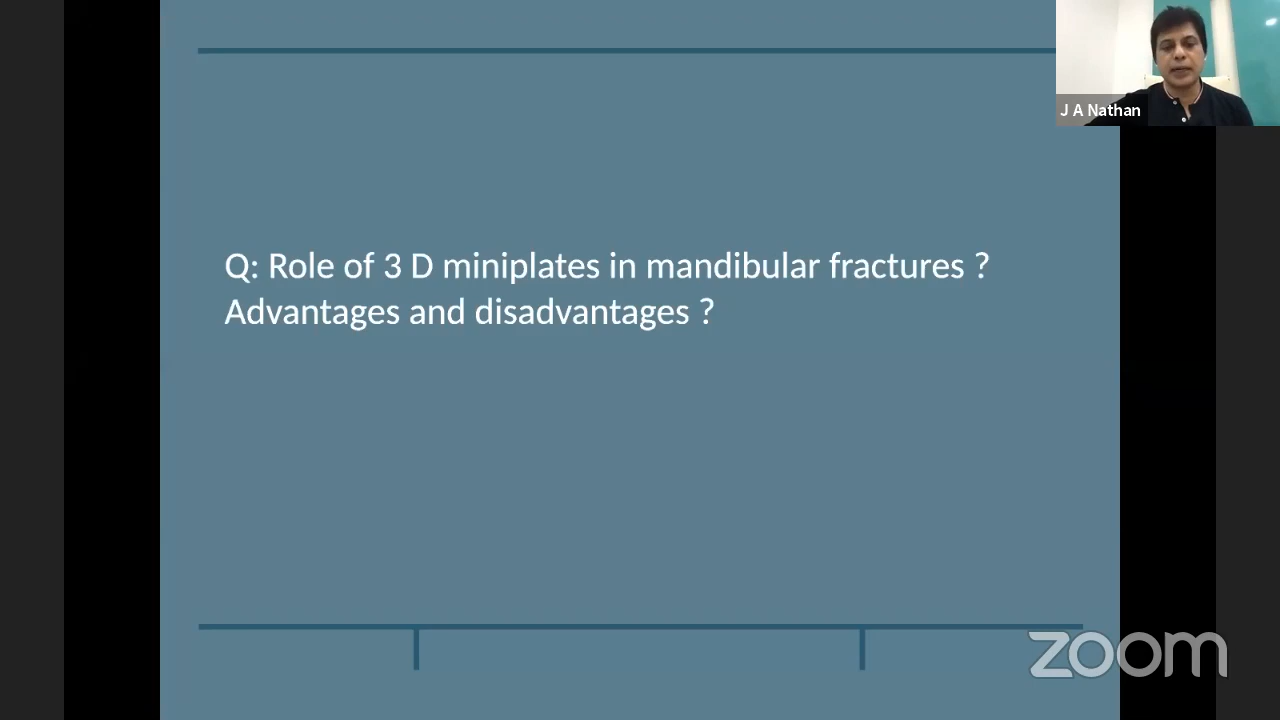 J A Nathan
Q: Role of 3 D miniplates in mandibular fractures ?
Advantages and disadvantages ?
zoom